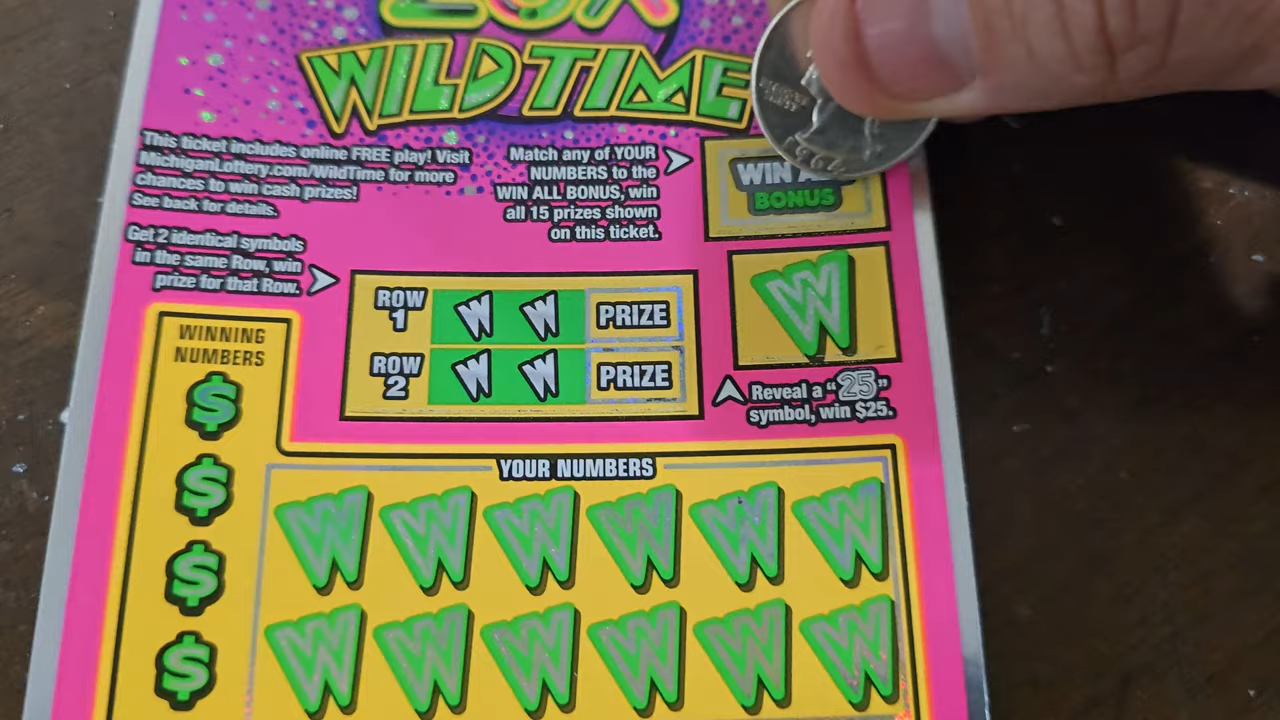 WILD TIME
This ticket includes online FREE play! Visit
MichiganLottery.com/WildTime for more
chances to win cash prizes!
See back for details.
Match any of YOUR
NUMBERS to the
WIN ALL BONUS, win
all 15 prizes shown
on this ticket.
WIN
BONUS
Get 2 identical symbols
in the same Row, win
prize for that Row.
ROW 1 W W PRIZE
ROW 2 W W PRIZE
W
Reveal a “25”
symbol, win $25.
WINNING
NUMBERS
$
$
$
$
YOUR NUMBERS
W W W W W W
W W W W W W